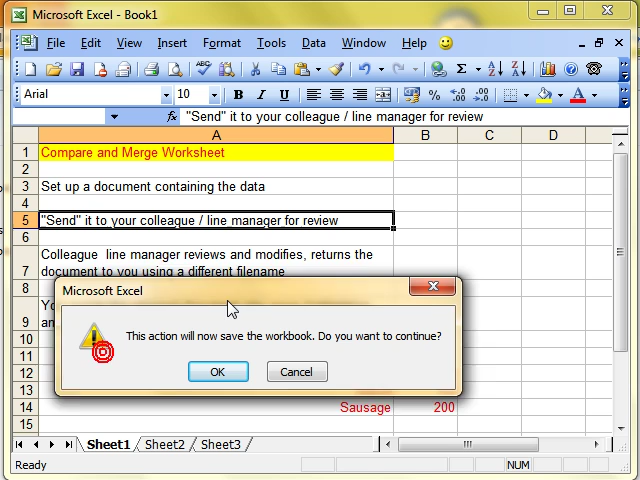 Microsoft Excel - Book1
File Edit View Insert Format Tools Data Window Help
Arial 10 B I U
"Send" it to your colleague / line manager for review
A B C D
1 Compare and Merge Worksheet
2
3 Set up a document containing the data
4
5 "Send" it to your colleague / line manager for review
6
Colleague line manager reviews and modifies, returns the
7 document to you using a different filename
8
9
Microsoft Excel
This action will now save the workbook. Do you want to continue?
OK Cancel
10
11
12
13
14 Sausage 200
15
Sheet1 Sheet2 Sheet3
Ready NUM